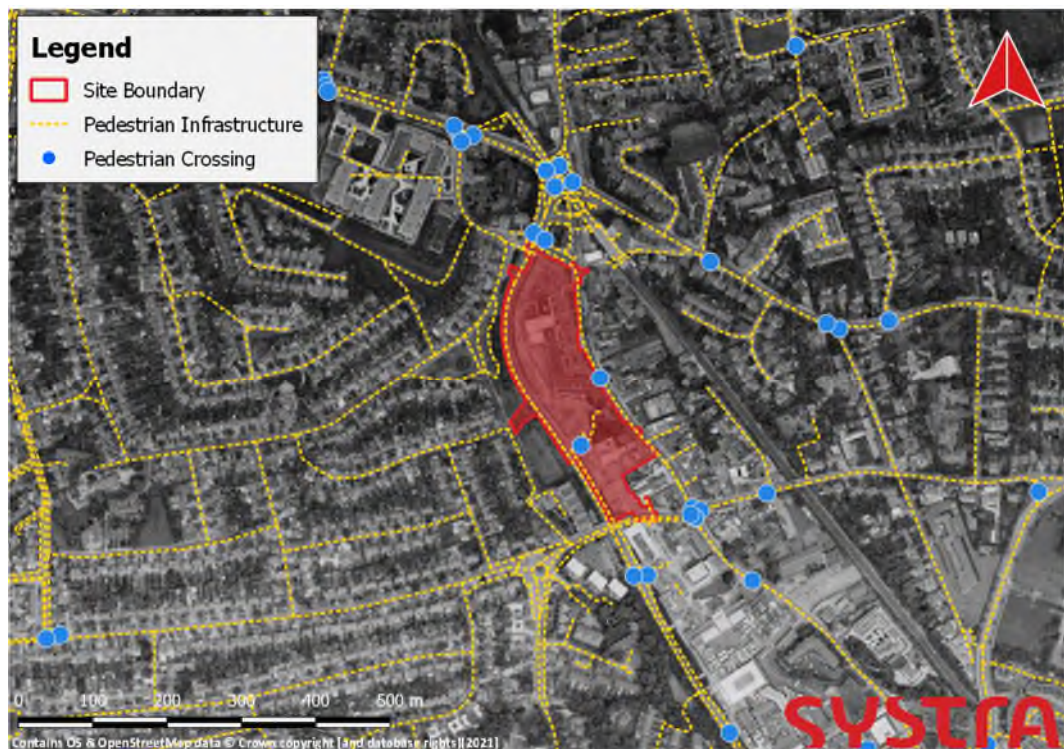 Legend
Site Boundary
Pedestrian Infrastructure
Pedestrian Crossing
0 100 200 300 400 500 m
SYSTRA
Contains OS & OpenStreetMap data © Crown copyright [and database rights] [2021]